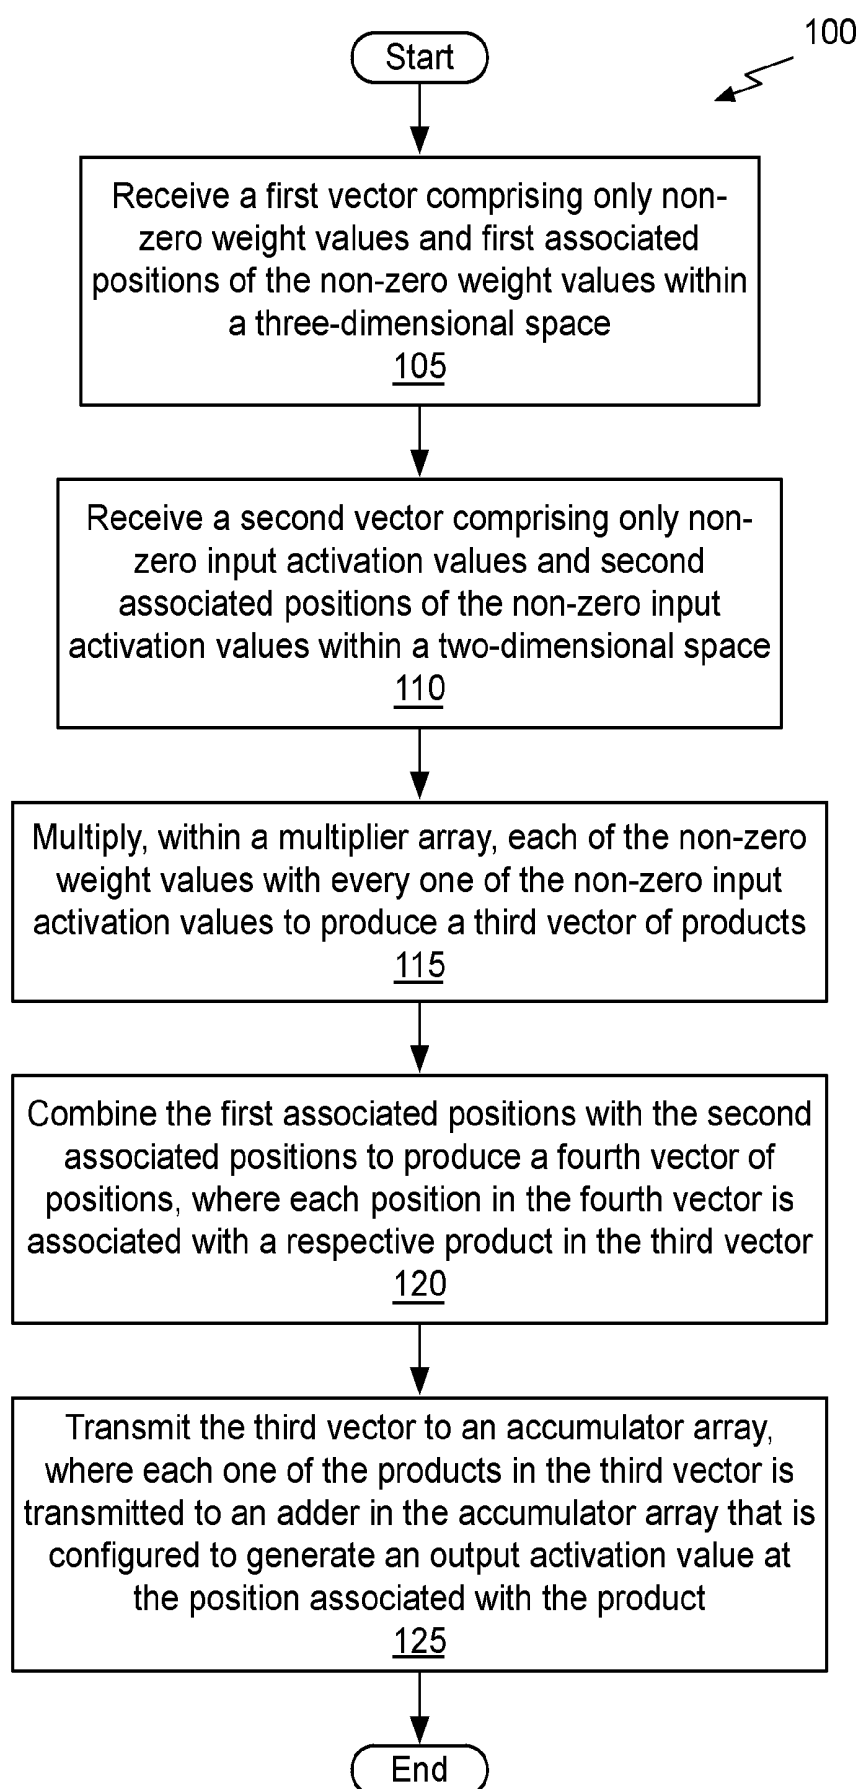 100
Start
Receive a first vector comprising only non-
zero weight values and first associated
positions of the non-zero weight values within
a three-dimensional space
105
Receive a second vector comprising only non-
zero input activation values and second
associated positions of the non-zero input
activation values within a two-dimensional space
110
Multiply, within a multiplier array, each of the non-zero
weight values with every one of the non-zero input
activation values to produce a third vector of products
115
Combine the first associated positions with the second
associated positions to produce a fourth vector of
positions, where each position in the fourth vector is
associated with a respective product in the third vector
120
Transmit the third vector to an accumulator array,
where each one of the products in the third vector is
transmitted to an adder in the accumulator array that is
configured to generate an output activation value at
the position associated with the product
125
End